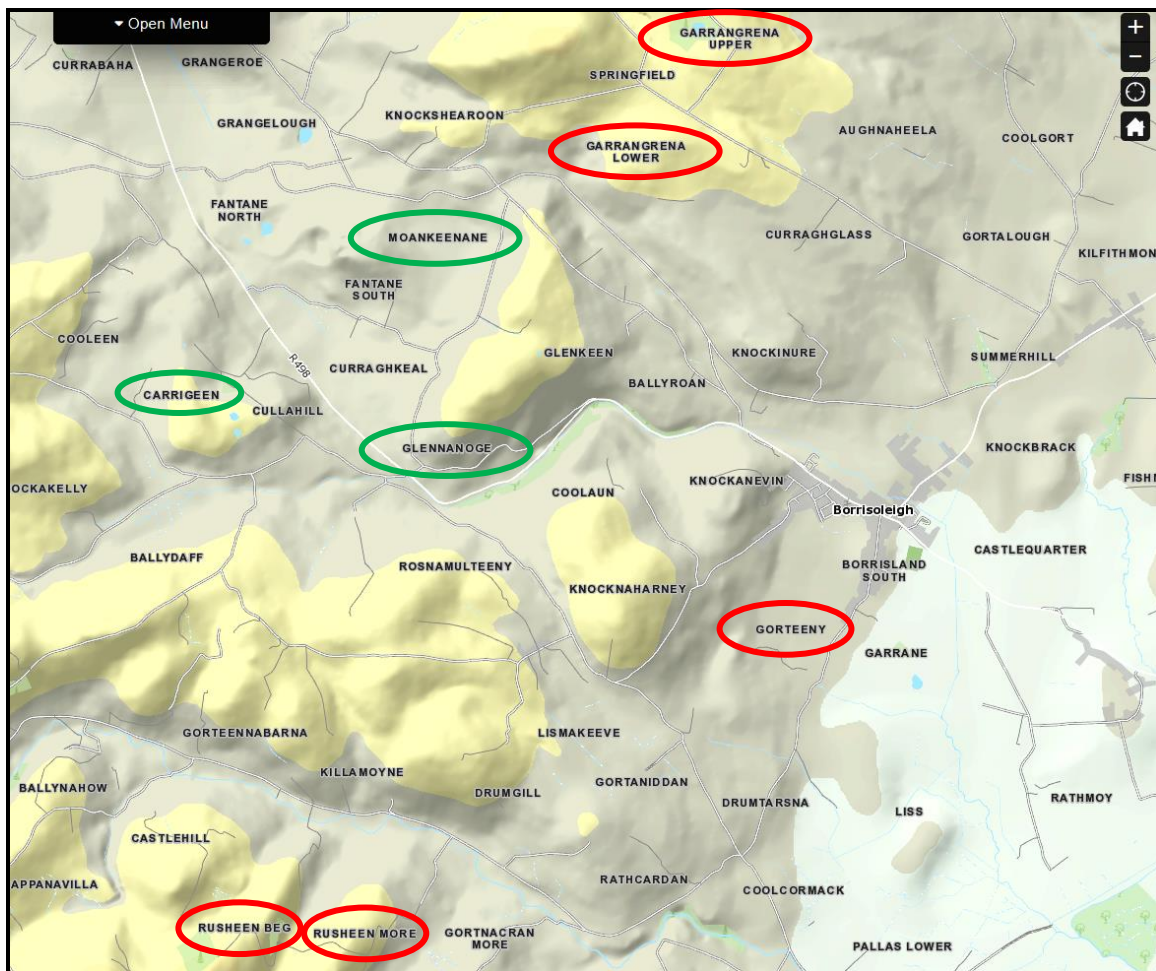 Open Menu
GARRANGRENA
UPPER
CURRABAHA
GRANGEROE
SPRINGFIELD
KNOCKSHEAROON
GRANGELOUGH
AUGHNAHEELA
COOLGORT
GARRANGRENA
LOWER
FANTANE
NORTH
MOANKEENANE
CURRAGHGLASS
GORTALOUGH
KILFITHMON
FANTANE
SOUTH
COOLEEN
R498
CURRAGHKEAL
GLENKEEN
KNOCKINURE
SUMMERHILL
BALLYROAN
CARRIGEEN
CULLAHILL
GLENNANOGE
KNOCKBRACK
OCKAKELLY
COOLAUN
KNOCKANEVIN
FISHM
Borrisoleigh
BALLYDAFF
ROSNAMULTEENY
CASTLEQUARTER
BORRISLAND
SOUTH
KNOCKNAHARNEY
GORTEENY
GARRANE
GORTEENNABARNA
LISMAKEEVE
KILLAMOYNE
BALLYNAHOW
DRUMGILL
GORTANIDDAN
DRUMTARSNA
LISS
RATHMOY
CASTLEHILL
APPANAVILLA
RATHCARDAN
COOLCORMACK
RUSHEEN BEG
RUSHEEN MORE
GORTNACRAN
MORE
PALLAS LOWER